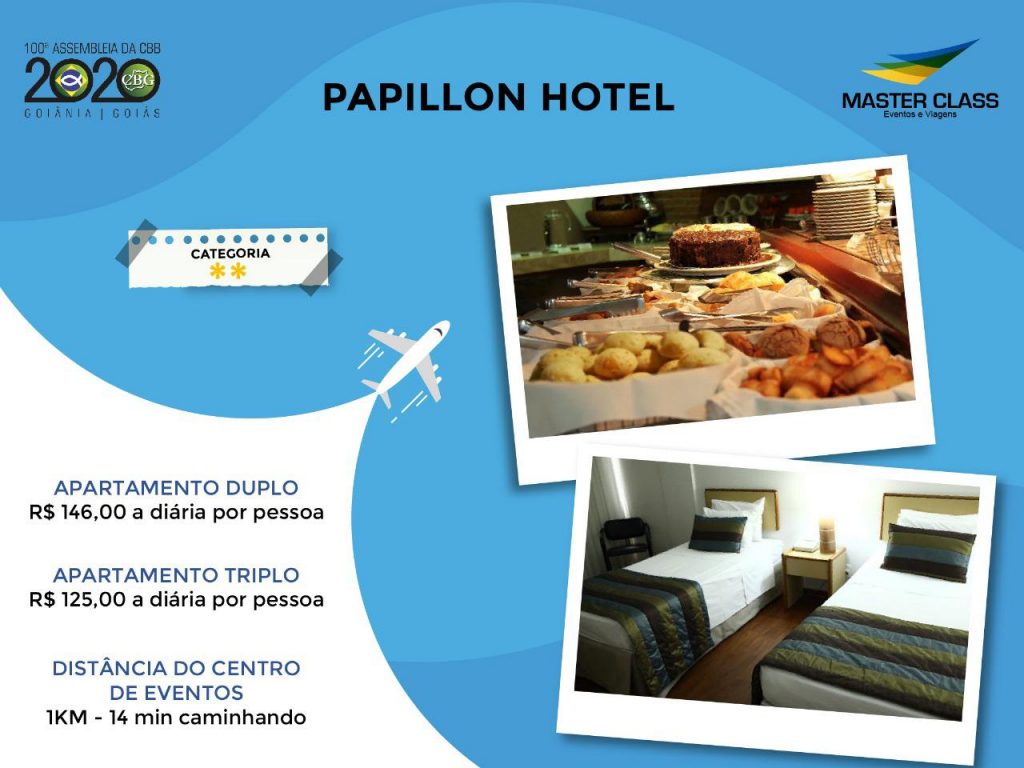 100ª ASSEMBLEIA DA CBB
2020
CBG
GOIÂNIA | GOIÁS
PAPILLON HOTEL
MASTER CLASS
Eventos e Viagens
CATEGORIA
**
APARTAMENTO DUPLO
R$ 146,00 a diária por pessoa
APARTAMENTO TRIPLO
R$ 125,00 a diária por pessoa
DISTÂNCIA DO CENTRO
DE EVENTOS
1KM - 14 min caminhando